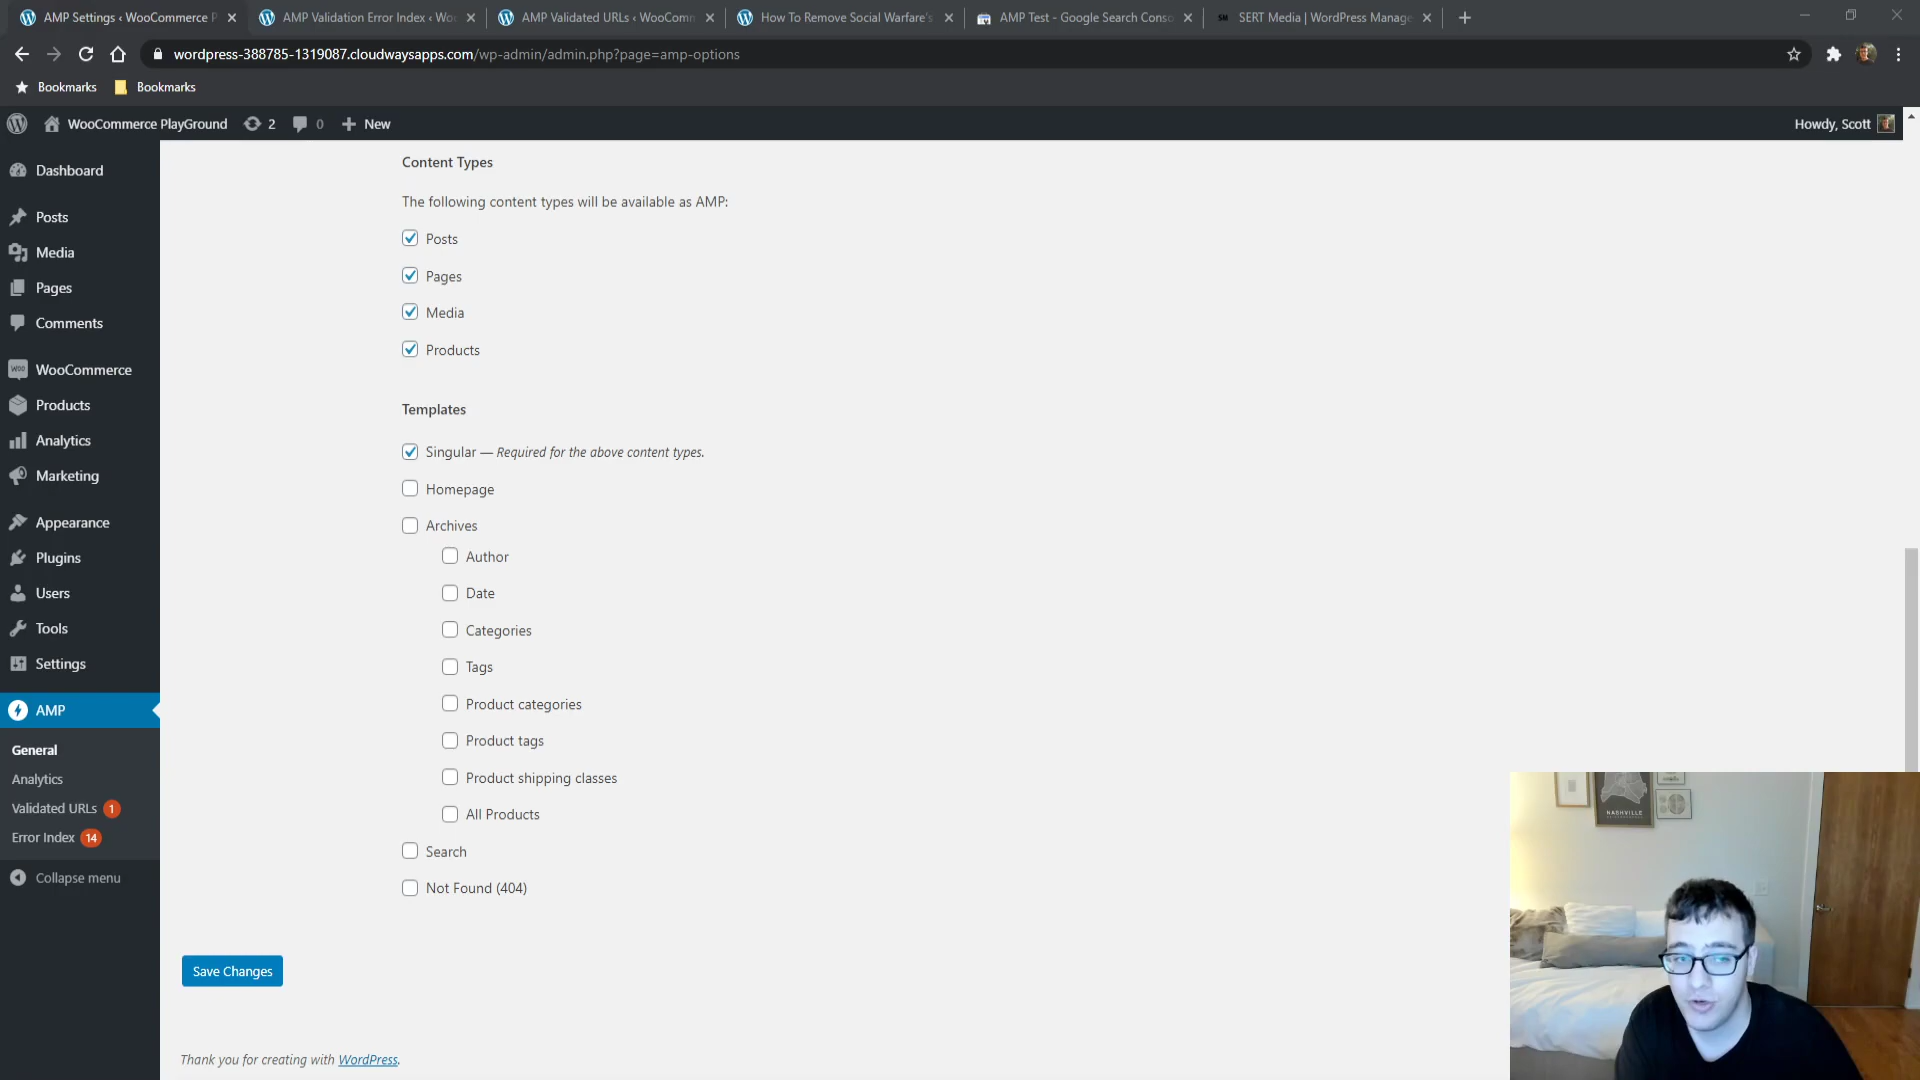 AMP Settings ‹ WooCommerce P
AMP Validation Error Index ‹ Woo
AMP Validated URLs ‹ WooComm
How To Remove Social Warfare's
AMP Test - Google Search Conso
SERT Media | WordPress Manage
wordpress-388785-1319087.cloudwaysapps.com/wp-admin/admin.php?page=amp-options
Bookmarks
Bookmarks
WooCommerce PlayGround
2
0
New
Howdy, Scott
Dashboard
Posts
Media
Pages
Comments
WooCommerce
Products
Analytics
Marketing
Appearance
Plugins
Users
Tools
Settings
AMP
General
Analytics
Validated URLs 1
Error Index 14
Collapse menu
Content Types
The following content types will be available as AMP:
Posts
Pages
Media
Products
Templates
Singular — Required for the above content types.
Homepage
Archives
Author
Date
Categories
Tags
Product categories
Product tags
Product shipping classes
All Products
Search
Not Found (404)
Save Changes
Thank you for creating with WordPress.
NASHVILLE